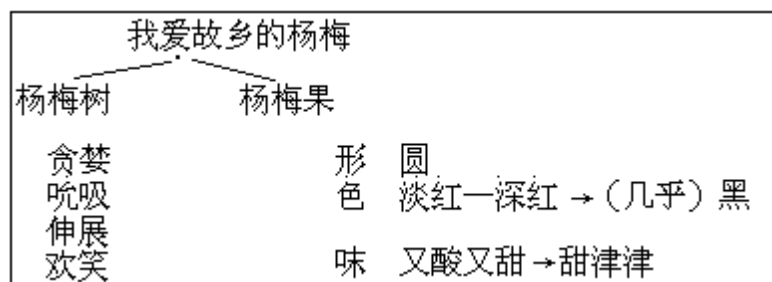 我爱故乡的杨梅
杨梅树 杨梅果
贪婪 形 圆
吮吸 色 淡红—深红→(几乎)黑
伸展
欢笑 味 又酸又甜→甜津津